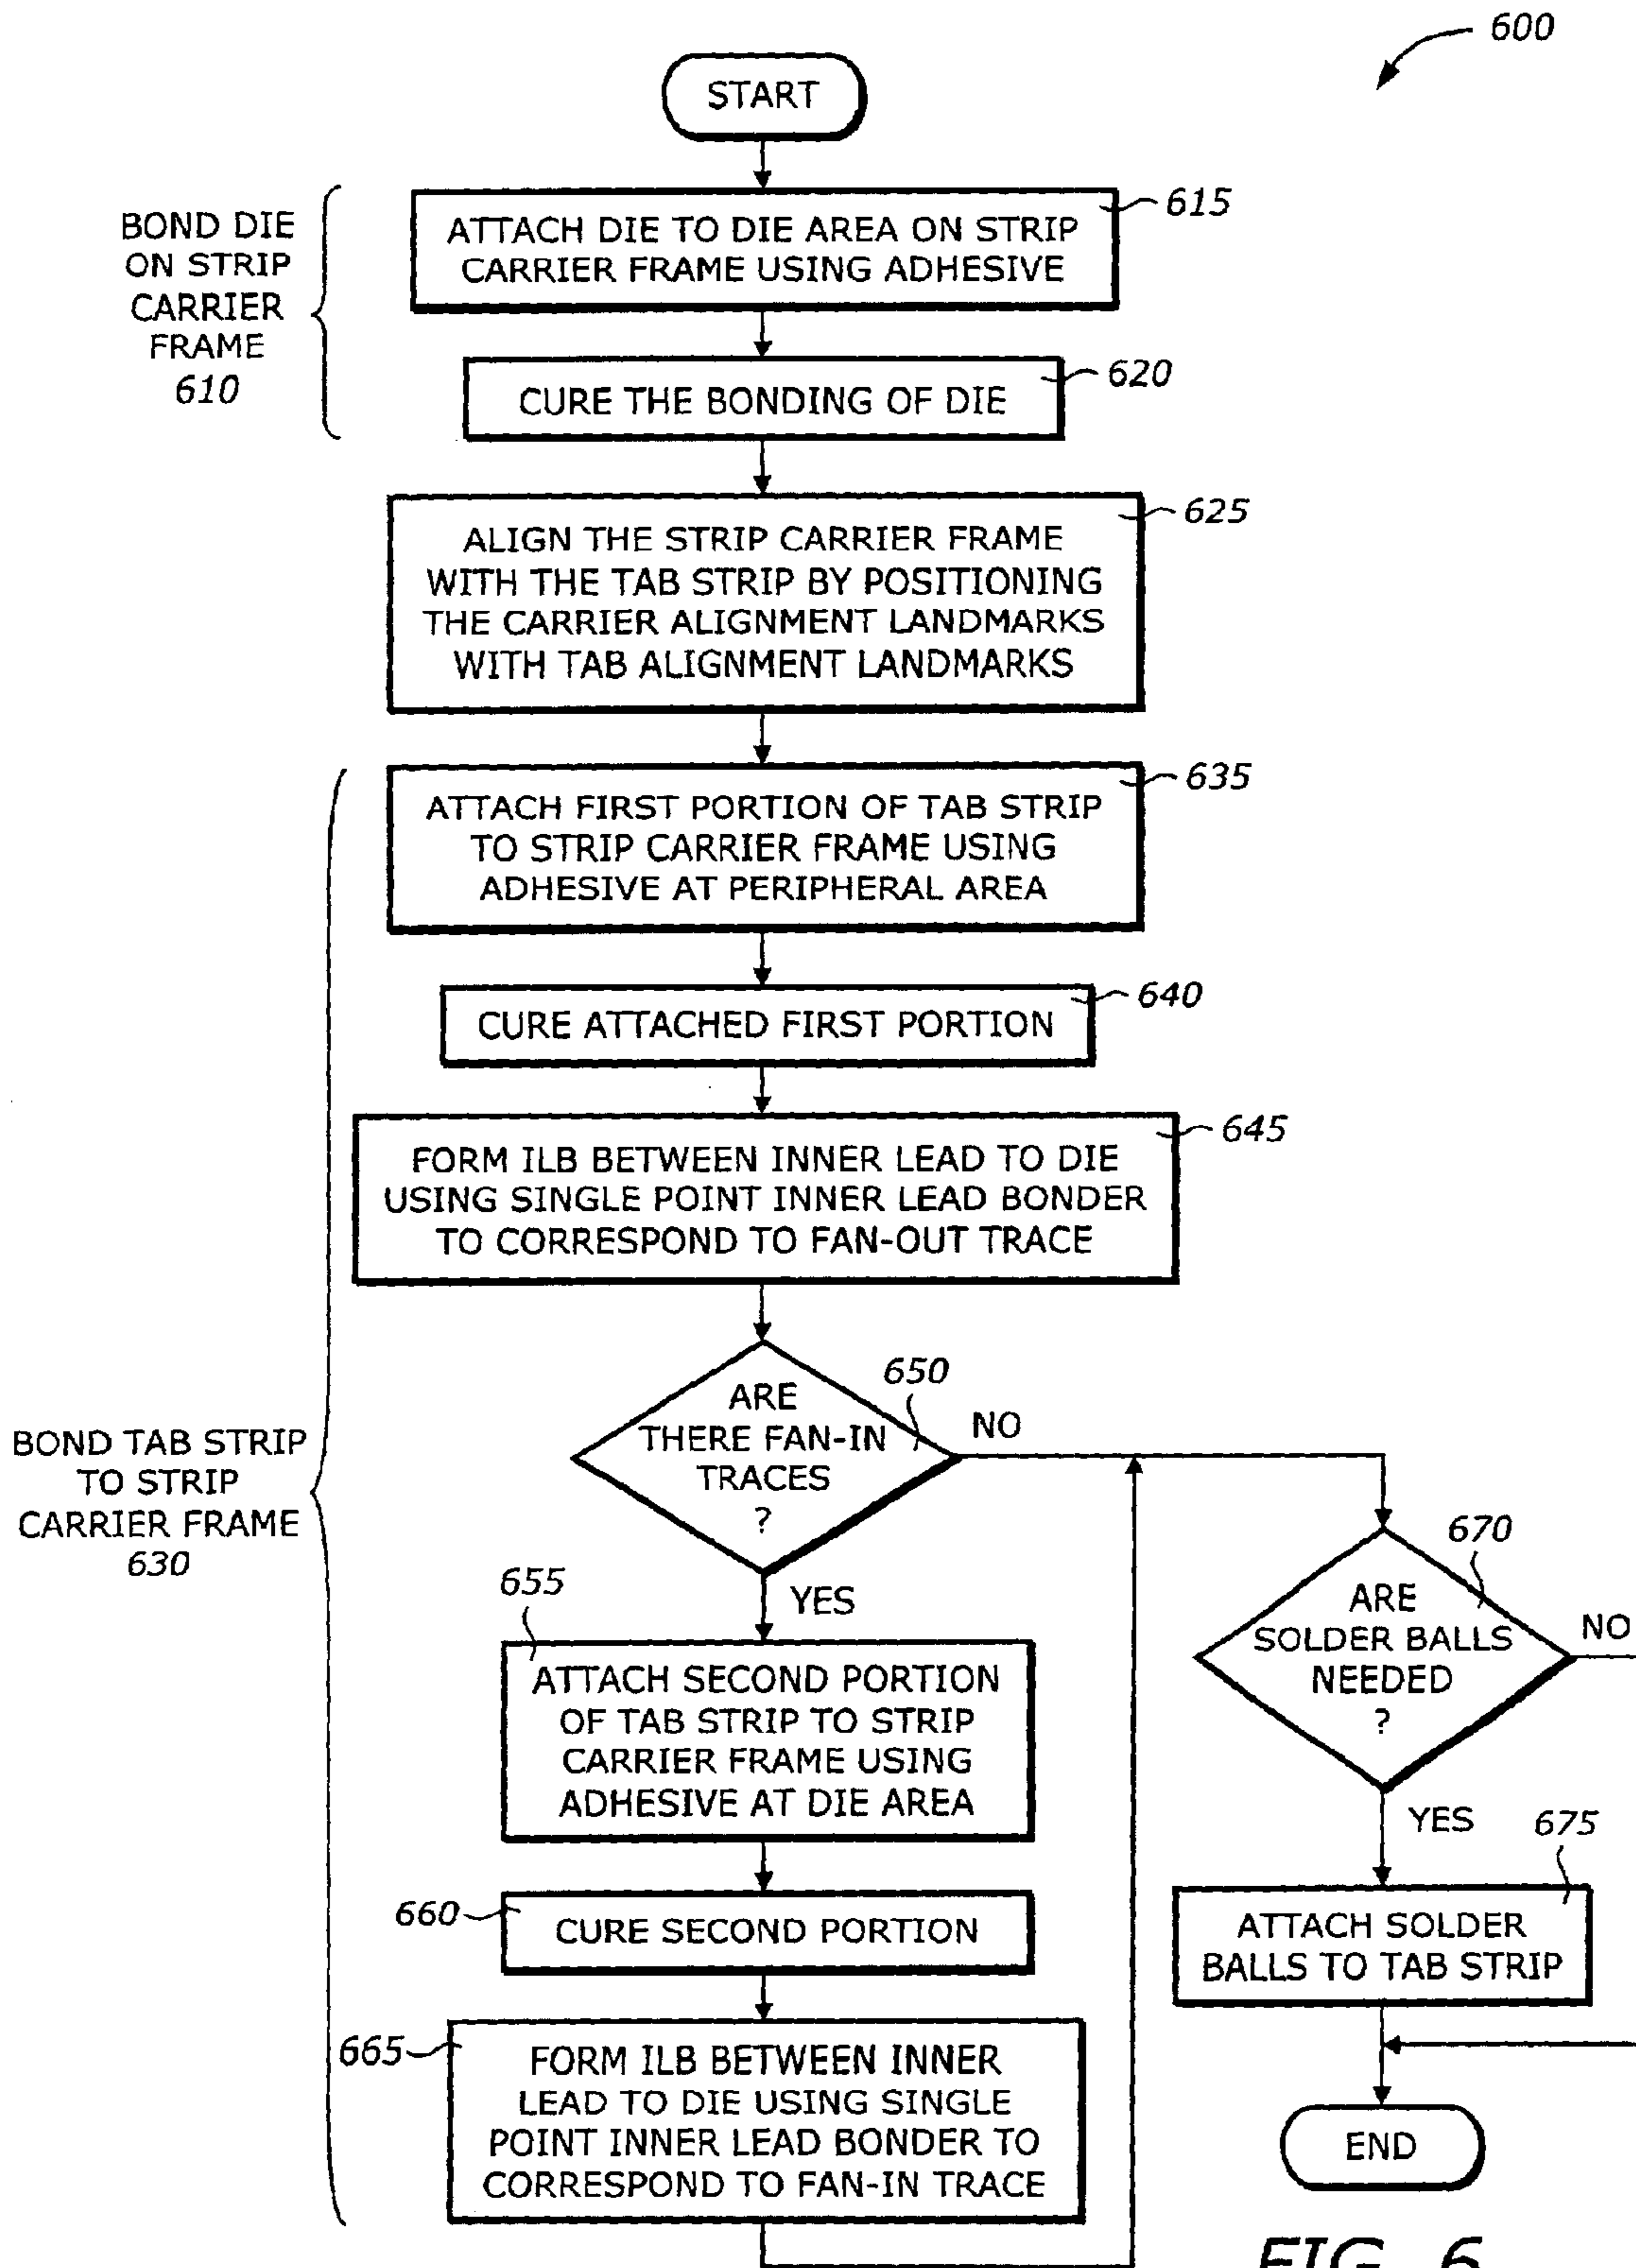 600
START
BOND DIE
ON STRIP
CARRIER
FRAME
610
615
ATTACH DIE TO DIE AREA ON STRIP
CARRIER FRAME USING ADHESIVE
620
CURE THE BONDING OF DIE
625
ALIGN THE STRIP CARRIER FRAME
WITH THE TAB STRIP BY POSITIONING
THE CARRIER ALIGNMENT LANDMARKS
WITH TAB ALIGNMENT LANDMARKS
BOND TAB STRIP
TO STRIP
CARRIER FRAME
630
635
ATTACH FIRST PORTION OF TAB STRIP
TO STRIP CARRIER FRAME USING
ADHESIVE AT PERIPHERAL AREA
640
CURE ATTACHED FIRST PORTION
645
FORM ILB BETWEEN INNER LEAD TO DIE
USING SINGLE POINT INNER LEAD BONDER
TO CORRESPOND TO FAN-OUT TRACE
650
ARE
THERE FAN-IN
TRACES
?
NO
YES
655
ATTACH SECOND PORTION
OF TAB STRIP TO STRIP
CARRIER FRAME USING
ADHESIVE AT DIE AREA
660
CURE SECOND PORTION
665
FORM ILB BETWEEN INNER
LEAD TO DIE USING SINGLE
POINT INNER LEAD BONDER TO
CORRESPOND TO FAN-IN TRACE
670
ARE
SOLDER BALLS
NEEDED
?
NO
YES
675
ATTACH SOLDER
BALLS TO TAB STRIP
END
FIG. 6